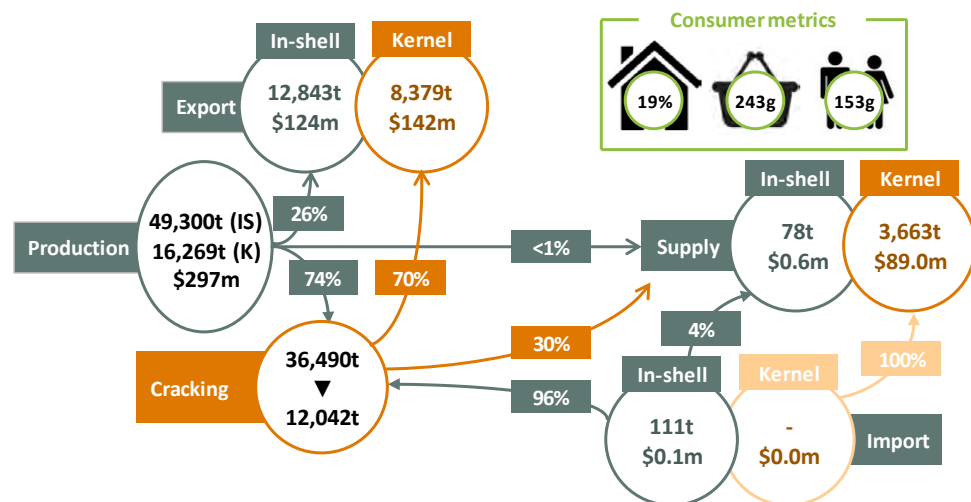 Consumer metrics
19%
243g
153g
In-shell
Kernel
Export
12,843t
$124m
8,379t
$142m
Production
49,300t (IS)
16,269t (K)
$297m
26%
74%
70%
<1%
In-shell
Kernel
Supply
78t
$0.6m
3,663t
$89.0m
Cracking
36,490t
▼
12,042t
30%
96%
4%
100%
In-shell
Kernel
Import
111t
$0.1m
-
$0.0m